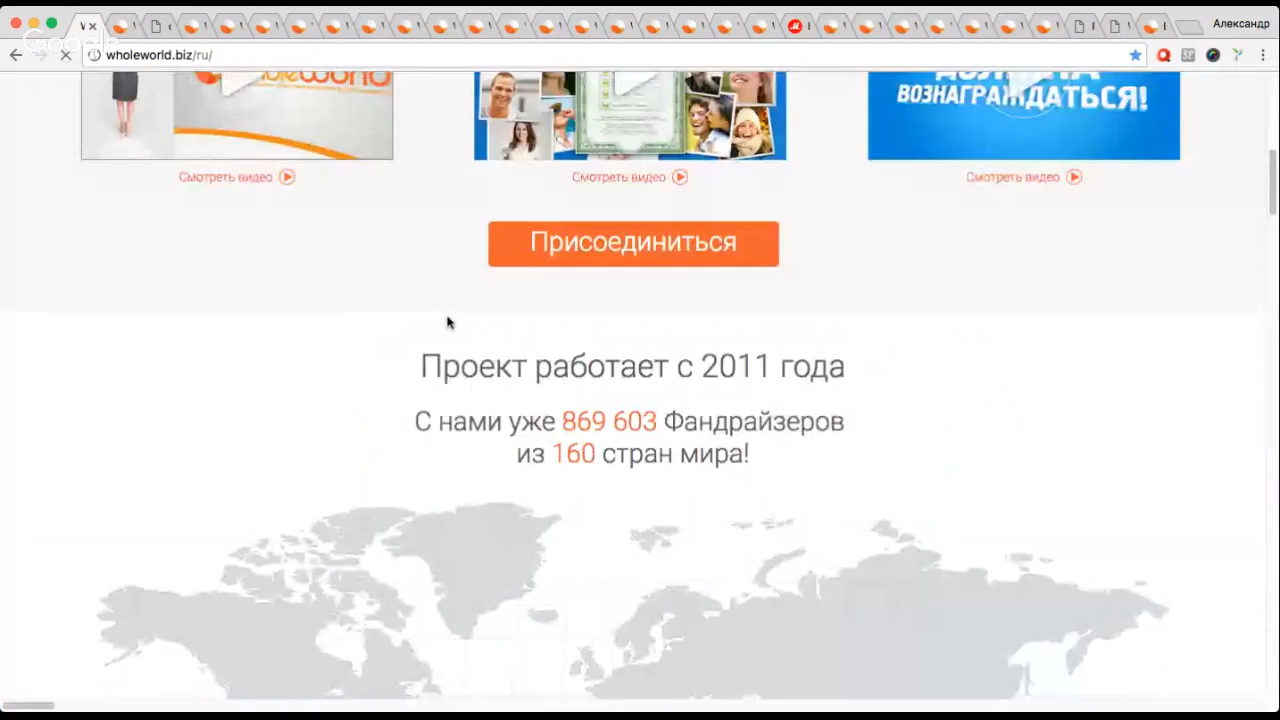 Александр
Google
wholeworld.biz/ru/
ВОЗНАГРАЖДАТЬСЯ!
Смотреть видео
Смотреть видео
Смотреть видео
Присоединиться
Проект работает с 2011 года
С нами уже 869 603 Фандрайзеров
из 160 стран мира!